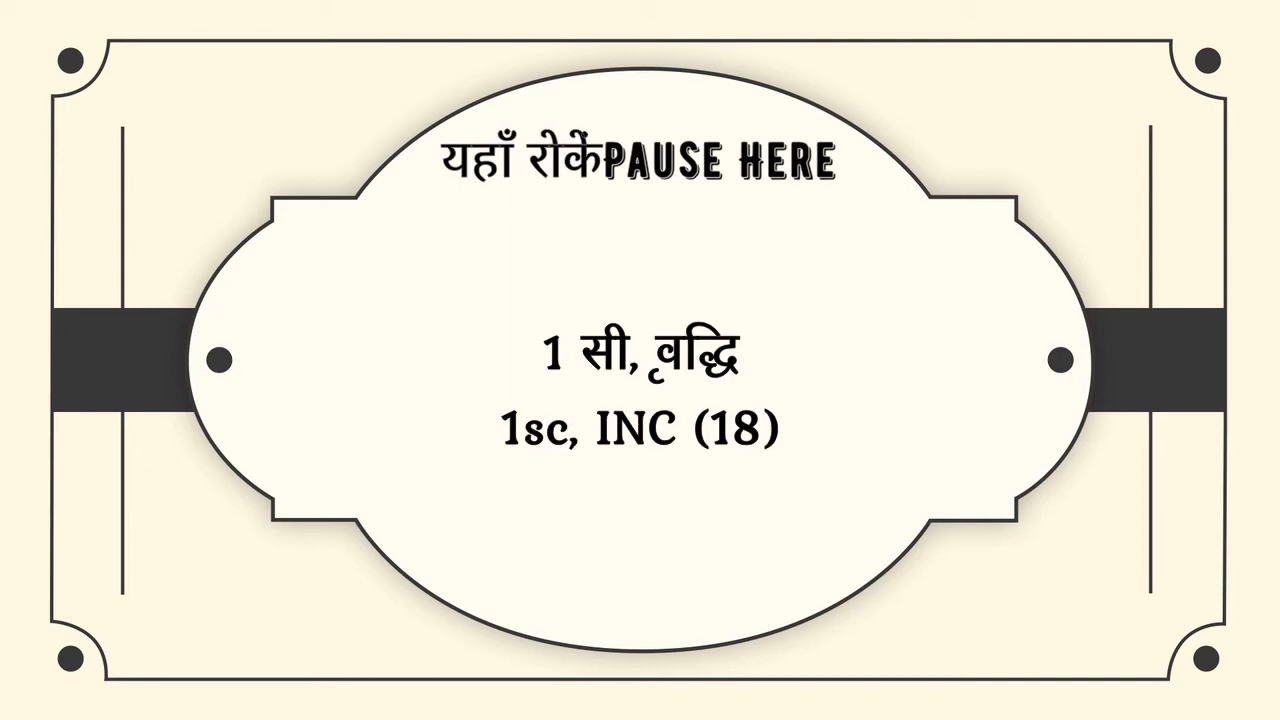 यहाँ रोकेंPAUSE HERE
1 सी, वृद्धि
1sc, INC (18)